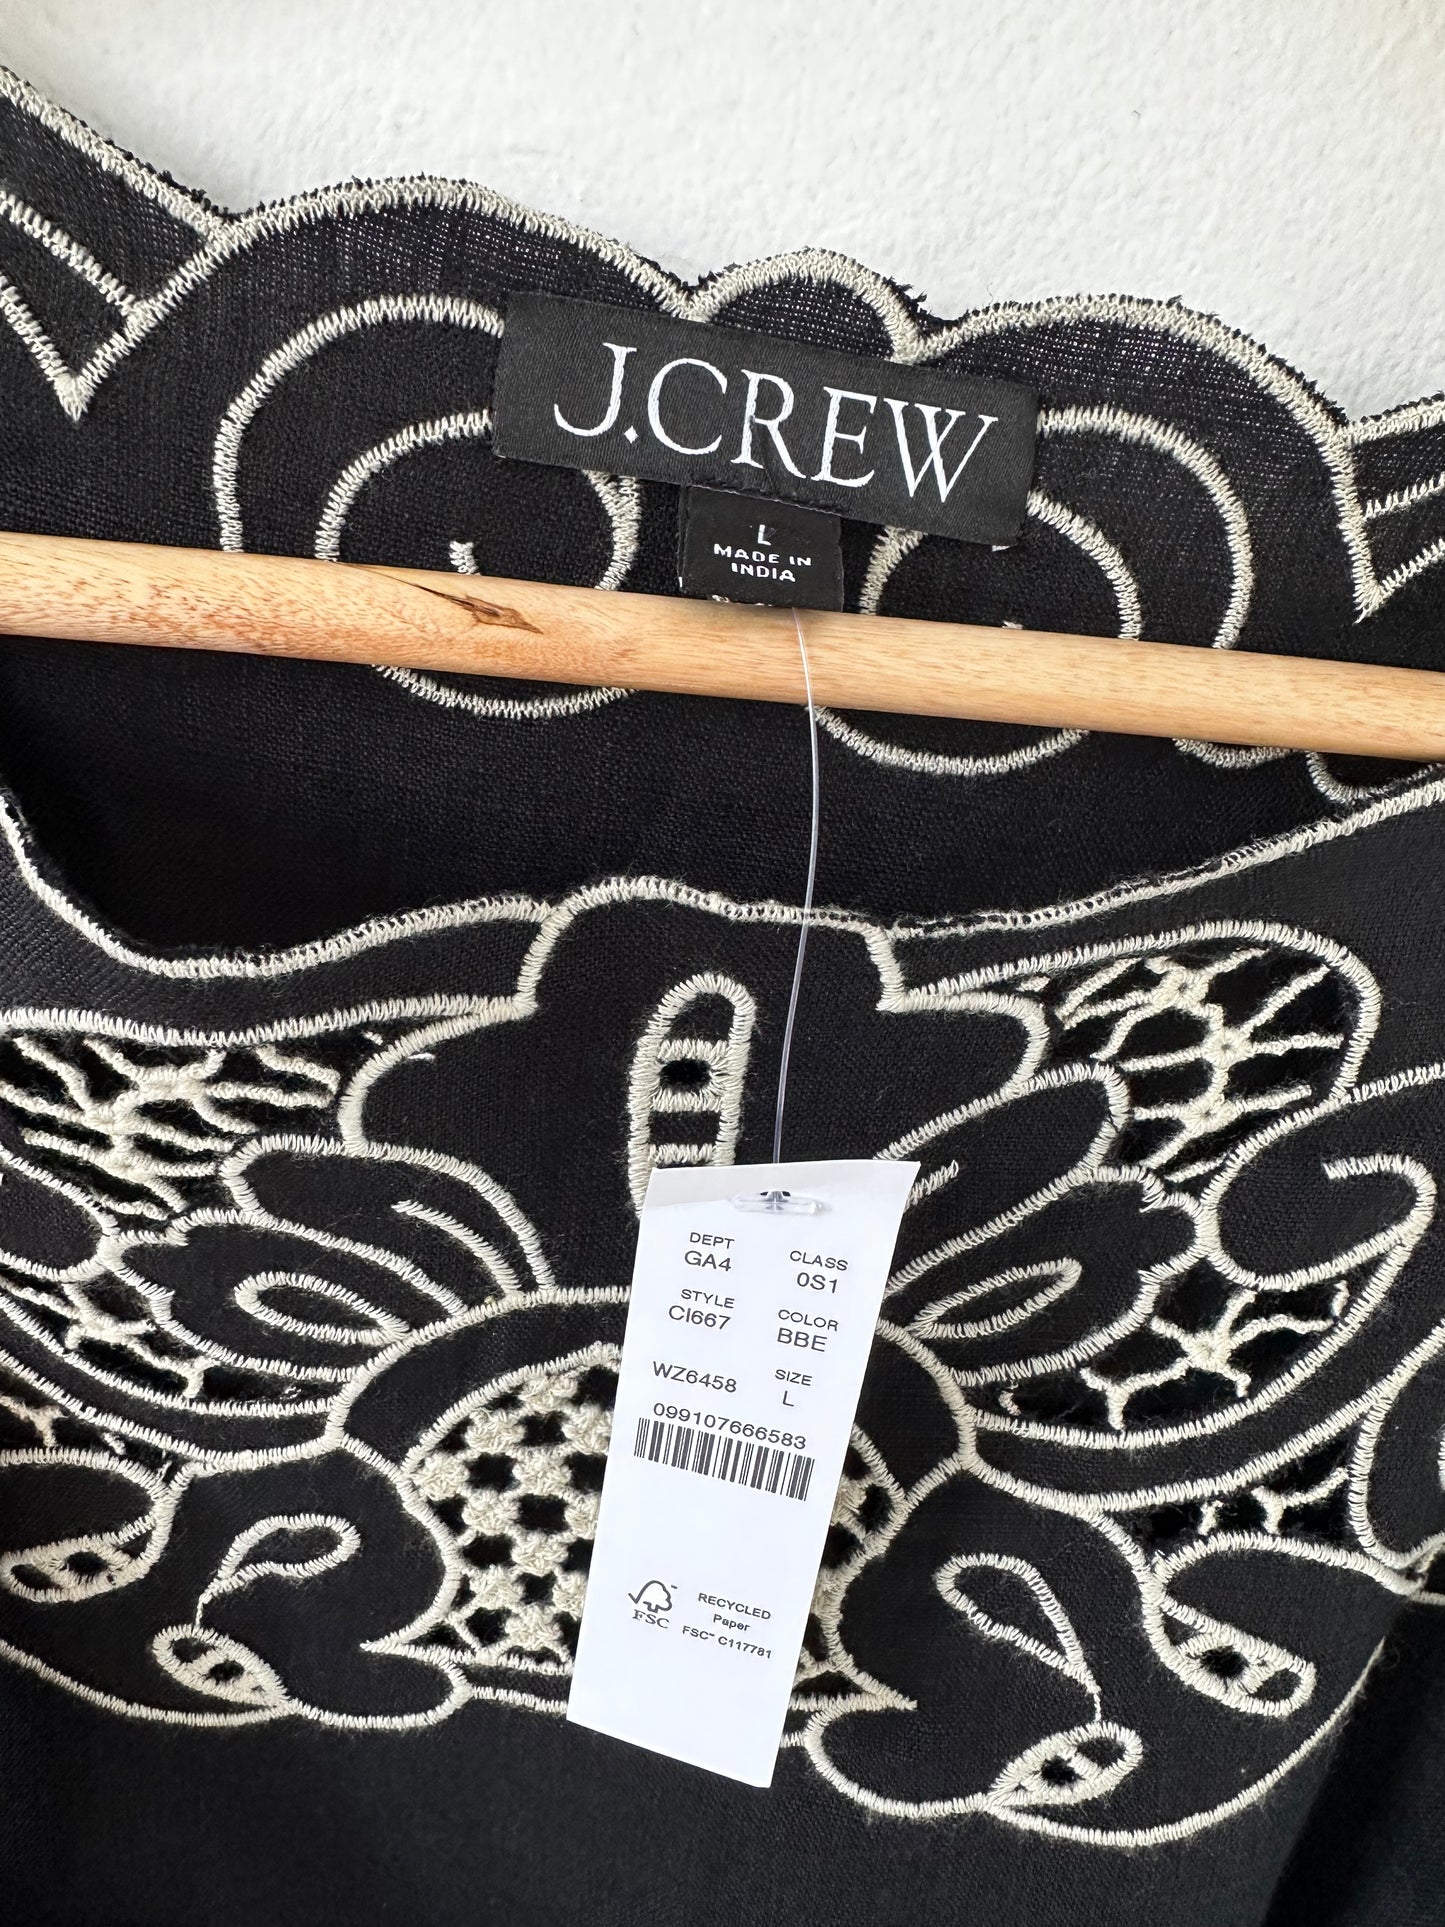 J.CREW
L
MADE IN
INDIA
DEPT CLASS
GA4 0S1
STYLE COLOR
CI667 BBE
WZ6458 SIZE
L
099107666583
FSC™ RECYCLED
Paper
FSC™ C117781